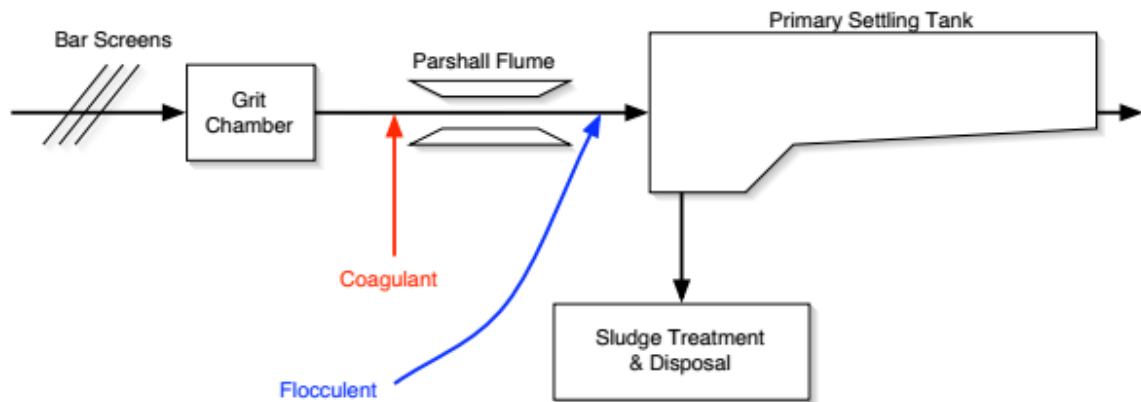 Primary Settling Tank
Bar Screens
Parshall Flume
Grit
Chamber
Coagulant
Sludge Treatment
& Disposal
Flocculent